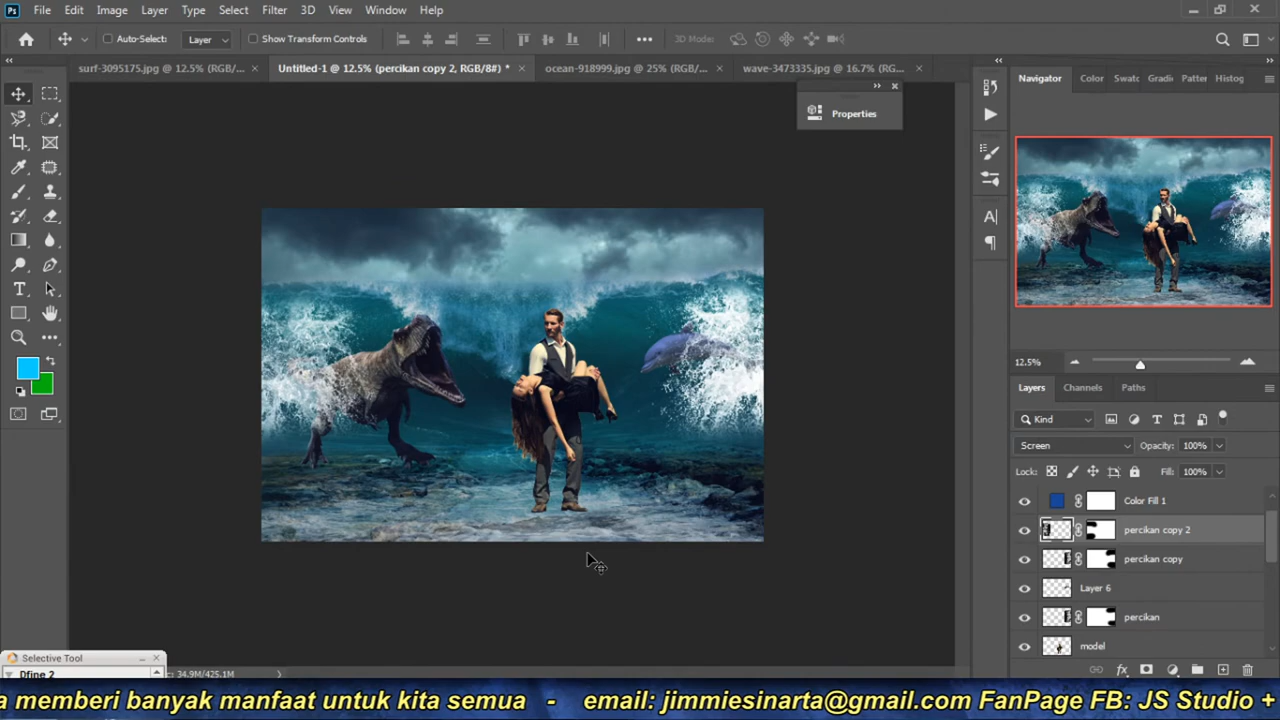 Ps File Edit Image Layer Type Select Filter 3D View Window Help
Auto-Select: Layer Show Transform Controls 3D Mode:
surf-3095175.jpg @ 12.5% (RGB/... × Untitled-1 @ 12.5% (percikan copy 2, RGB/8#) * × ocean-918999.jpg @ 25% (RGB/... × wave-3473335.jpg @ 16.7% (RG... ×
Properties
Navigator Color Swatc Gradi Patter Histog
12.5%
Layers Channels Paths
Kind
Screen Opacity: 100%
Lock: Fill: 100%
Color Fill 1
percikan copy 2
percikan copy
Layer 6
percikan
model
Selective Tool
Dfine 2
34.9M/425.1M
a memberi banyak manfaat untuk kita semua - email: jimmiesinarta@gmail.com FanPage FB: JS Studio +